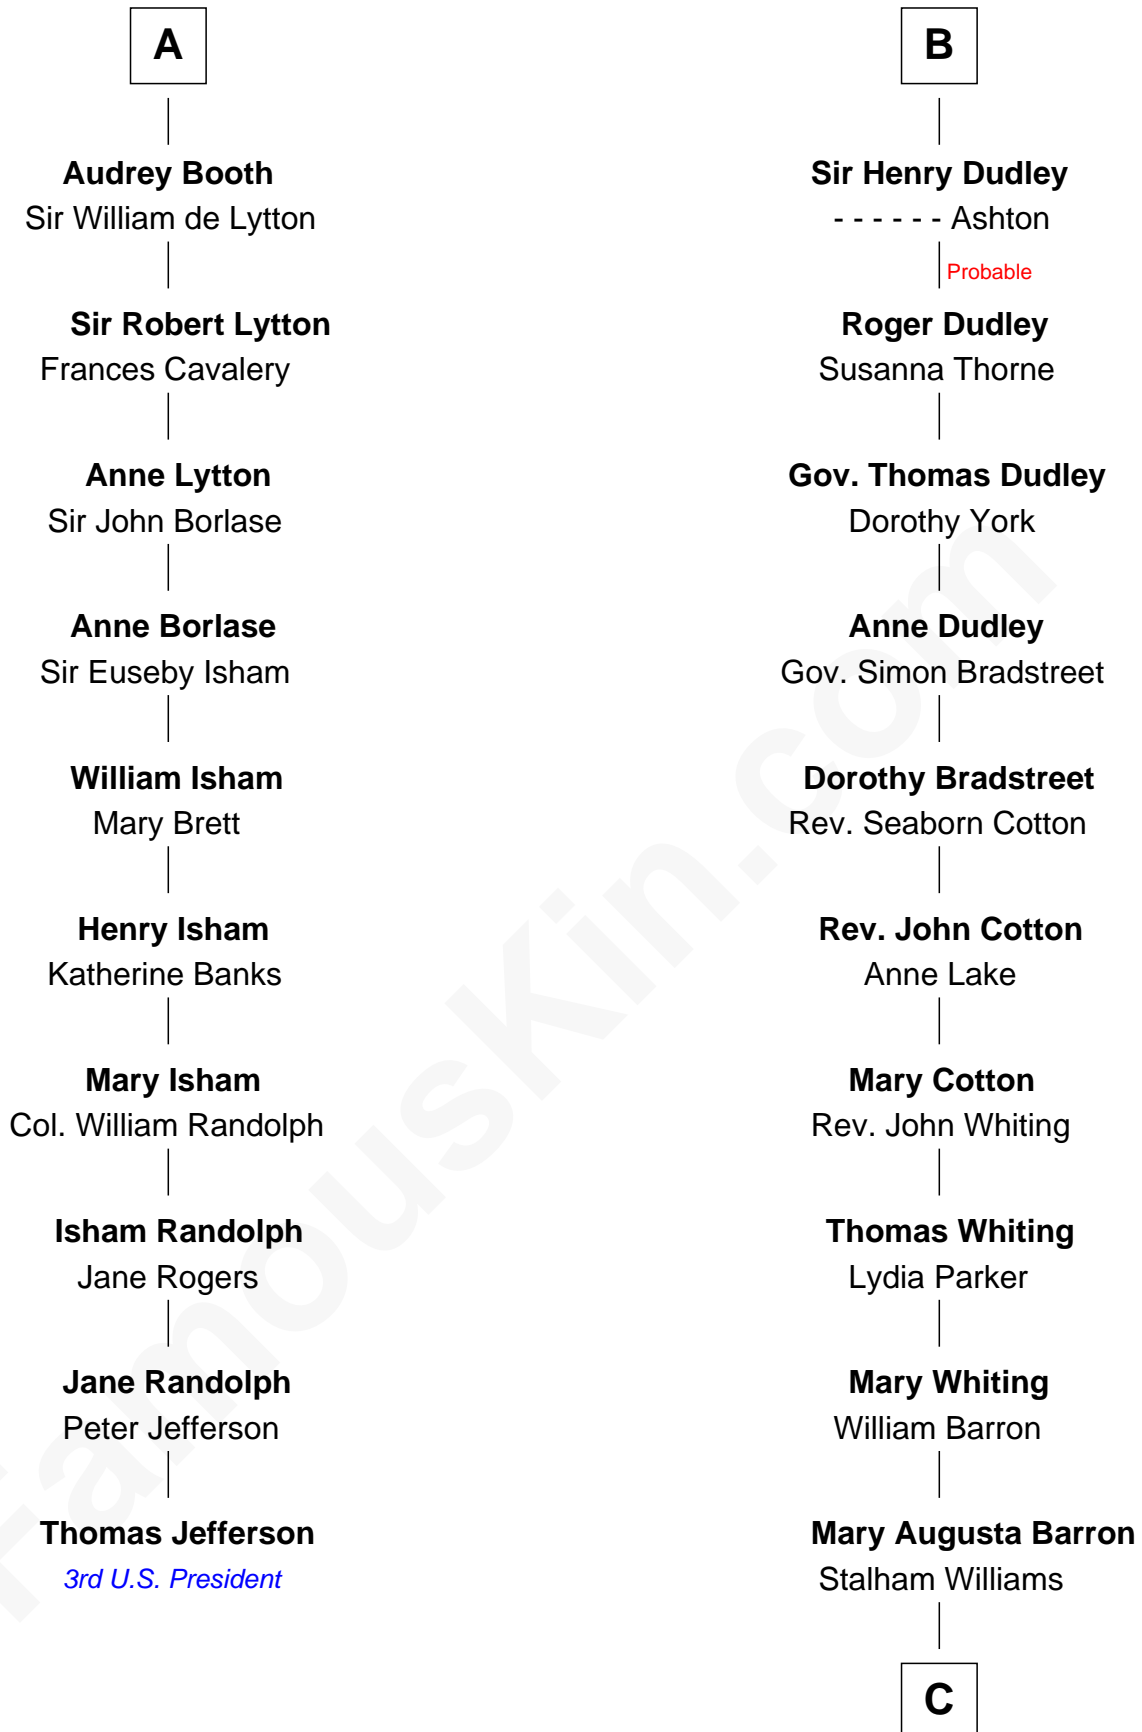 A
Audrey Booth
Sir William de Lytton
Sir Robert Lytton
Frances Cavalery
Anne Lytton
Sir John Borlase
Anne Borlase
Sir Euseby Isham
William Isham
Mary Brett
Henry Isham
Katherine Banks
Mary Isham
Col. William Randolph
Isham Randolph
Jane Rogers
Jane Randolph
Peter Jefferson
Thomas Jefferson
3rd U.S. President
B
Sir Henry Dudley
- - - - - - Ashton
Probable
Roger Dudley
Susanna Thorne
Gov. Thomas Dudley
Dorothy York
Anne Dudley
Gov. Simon Bradstreet
Dorothy Bradstreet
Rev. Seaborn Cotton
Rev. John Cotton
Anne Lake
Mary Cotton
Rev. John Whiting
Thomas Whiting
Lydia Parker
Mary Whiting
William Barron
Mary Augusta Barron
Stalham Williams
C
FamousKin.com